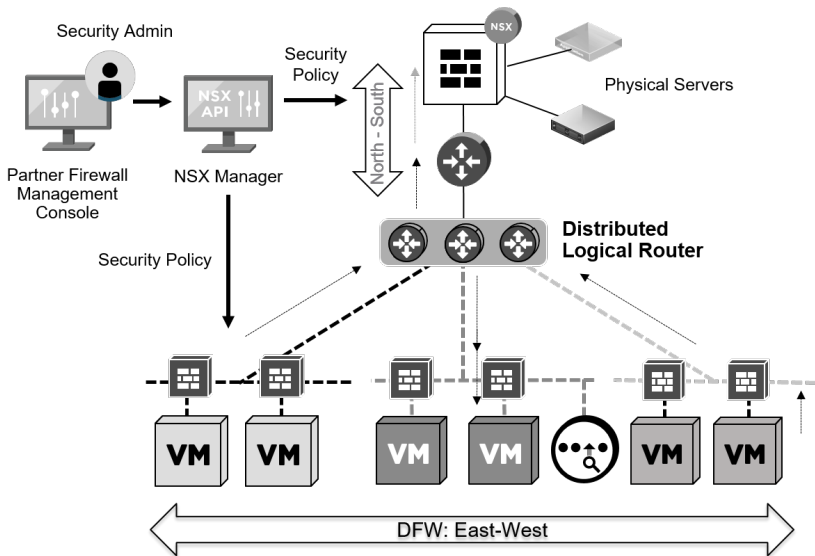 Security Admin
Security
Policy
NSX
Physical Servers
NSX
API
North - South
Partner Firewall
Management
Console
NSX Manager
Distributed
Logical Router
Security Policy
VM
VM
VM
VM
VM
VM
DFW: East-West